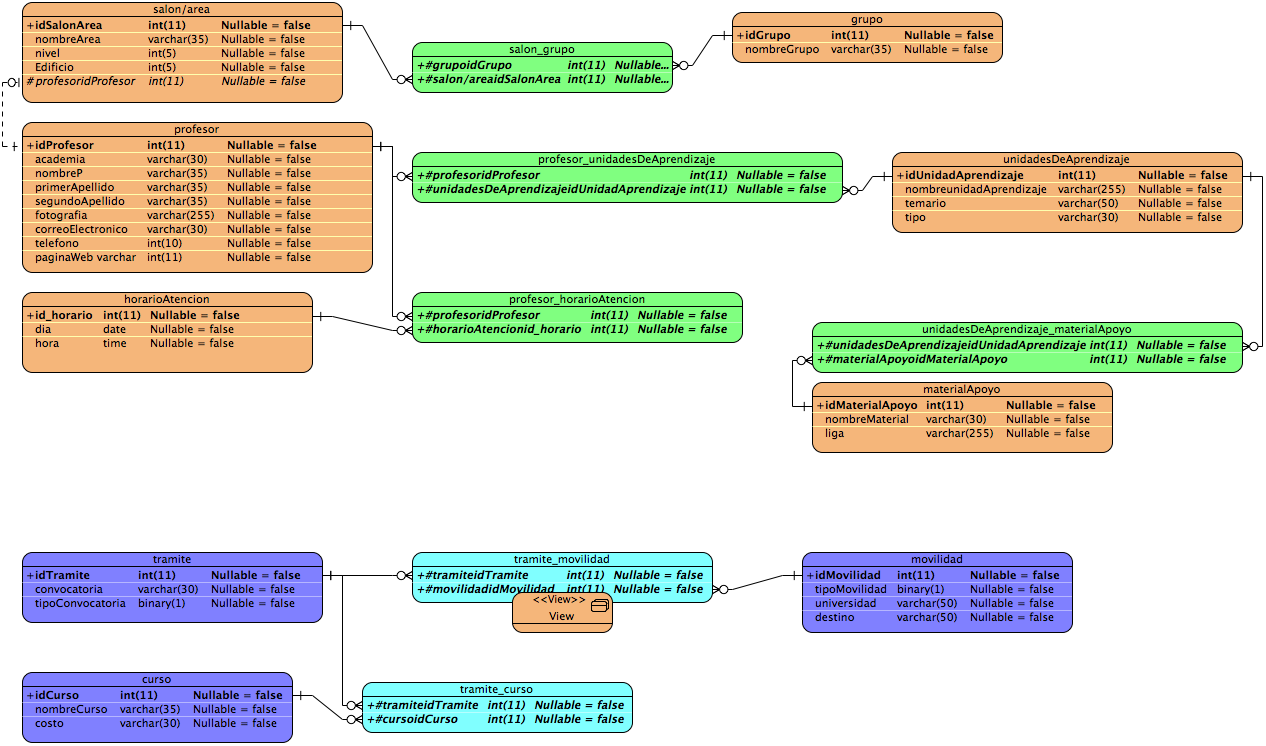 salon/area
+idSalonArea int(11) Nullable = false
nombreArea varchar(35) Nullable = false
nivel int(5) Nullable = false
Edificio int(5) Nullable = false
#profesoridProfesor int(11) Nullable = false
salon_grupo
+#grupoidGrupo int(11) Nullable...
+#salon/areaidSalonArea int(11) Nullable...
grupo
+idGrupo int(11) Nullable = false
nombreGrupo varchar(35) Nullable = false
profesor
+idProfesor int(11) Nullable = false
academia varchar(30) Nullable = false
nombreP varchar(35) Nullable = false
primerApellido varchar(35) Nullable = false
segundoApellido varchar(35) Nullable = false
fotografia varchar(255) Nullable = false
correoElectronico varchar(30) Nullable = false
telefono int(10) Nullable = false
paginaWeb varchar int(11) Nullable = false
profesor_unidadesDeAprendizaje
+#profesoridProfesor int(11) Nullable = false
+#unidadesDeAprendizajeidUnidadAprendizaje int(11) Nullable = false
unidadesDeAprendizaje
+idUnidadAprendizaje int(11) Nullable = false
nombreunidadAprendizaje varchar(255) Nullable = false
temario varchar(50) Nullable = false
tipo varchar(30) Nullable = false
horarioAtencion
+id_horario int(11) Nullable = false
dia date Nullable = false
hora time Nullable = false
profesor_horarioAtencion
+#profesoridProfesor int(11) Nullable = false
+#horarioAtencionid_horario int(11) Nullable = false
unidadesDeAprendizaje_materialApoyo
+#unidadesDeAprendizajeidUnidadAprendizaje int(11) Nullable = false
+#materialApoyoidMaterialApoyo int(11) Nullable = false
materialApoyo
+idMaterialApoyo int(11) Nullable = false
nombreMaterial varchar(30) Nullable = false
liga varchar(255) Nullable = false
tramite
+idTramite int(11) Nullable = false
convocatoria varchar(30) Nullable = false
tipoConvocatoria binary(1) Nullable = false
tramite_movilidad
+#tramiteidTramite int(11) Nullable = false
+#movilidadidMovilidad int(11) Nullable = false
<<View>>
View
movilidad
+idMovilidad int(11) Nullable = false
tipoMovilidad binary(1) Nullable = false
universidad varchar(50) Nullable = false
destino varchar(50) Nullable = false
curso
+idCurso int(11) Nullable = false
nombreCurso varchar(35) Nullable = false
costo varchar(30) Nullable = false
tramite_curso
+#tramiteidTramite int(11) Nullable = false
+#cursoidCurso int(11) Nullable = false